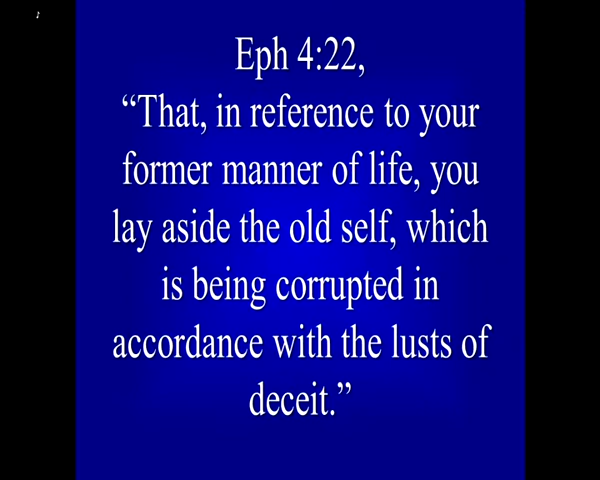 Eph 4:22,
“That, in reference to your
former manner of life, you
lay aside the old self, which
is being corrupted in
accordance with the lusts of
deceit.”